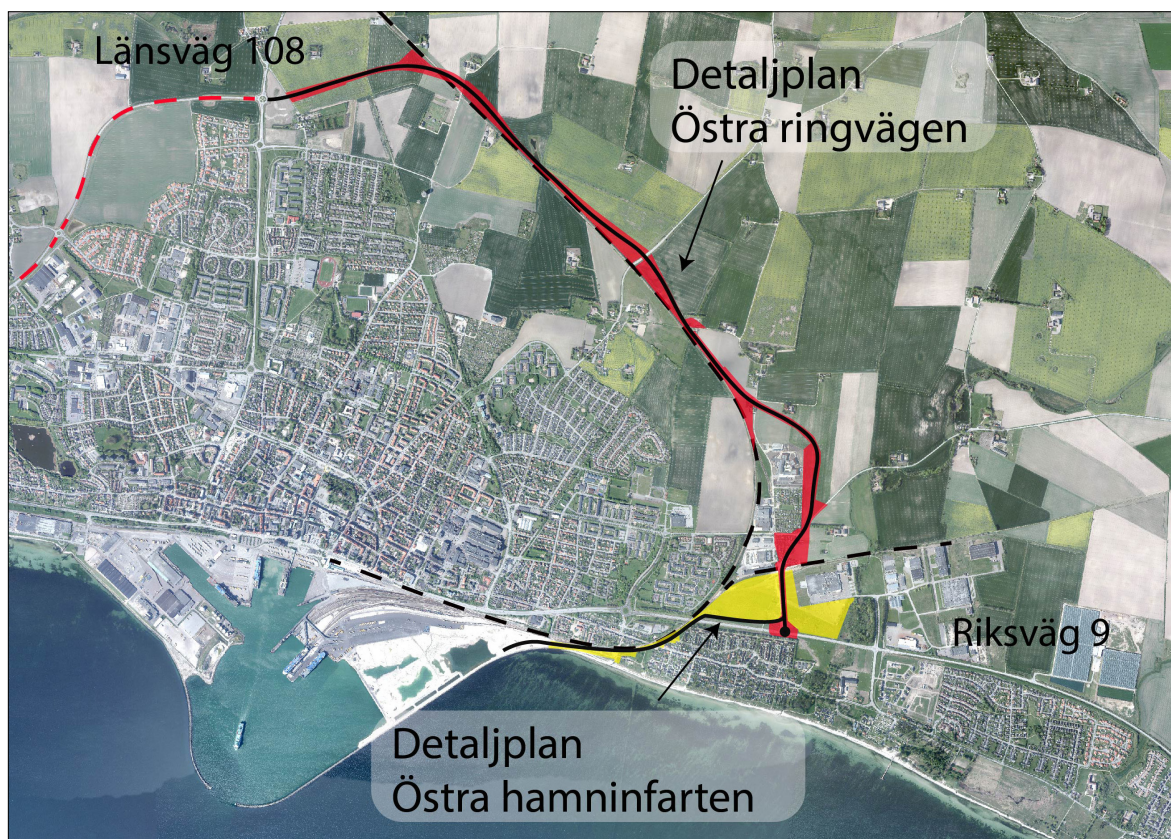 Länsväg 108
Detaljplan
Östra ringvägen
Riksväg 9
Detaljplan
Östra hamninfarten